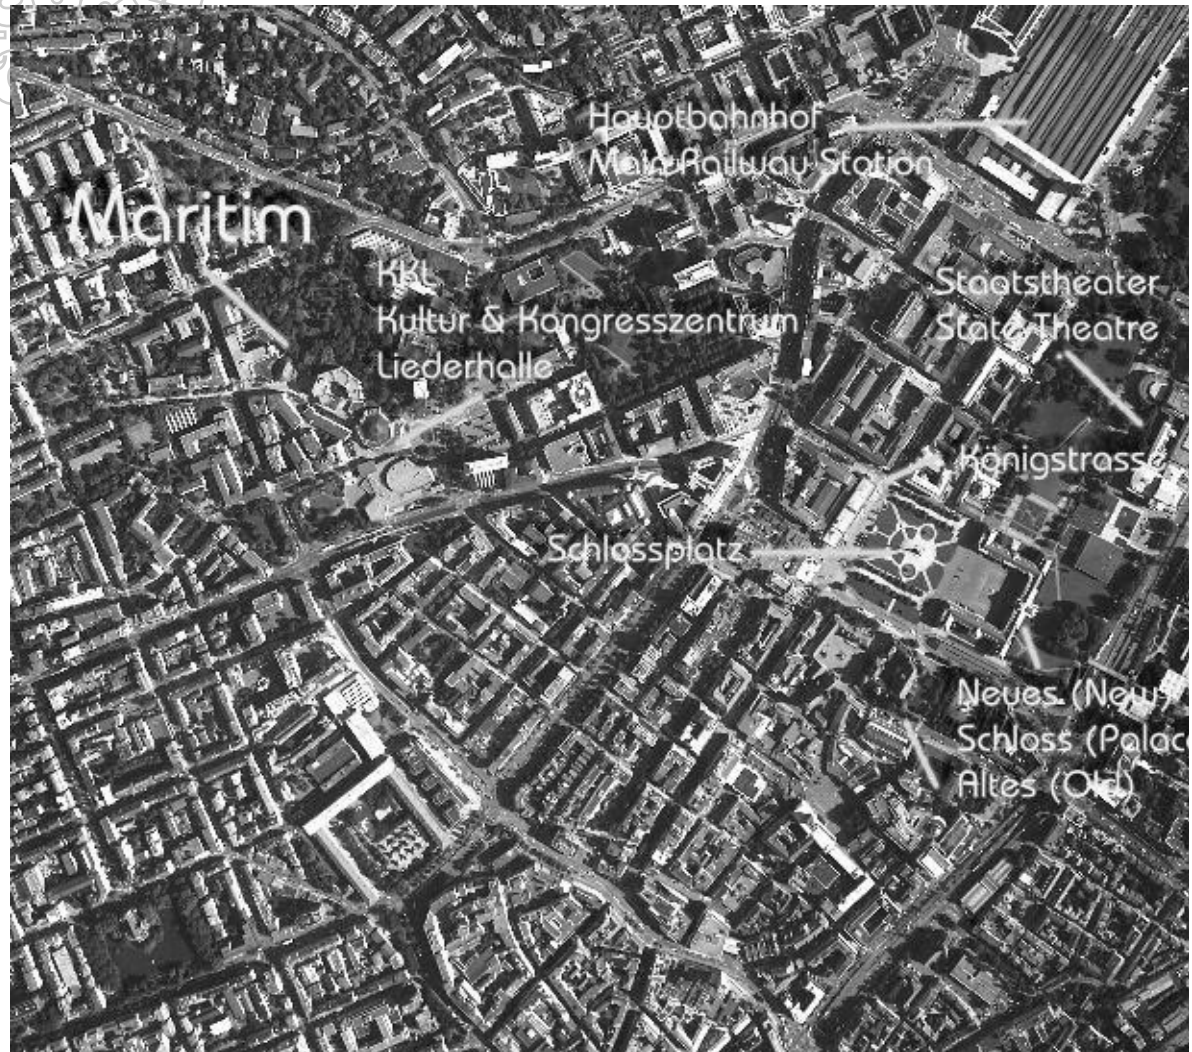 Hauptbahnhof
Main Railway Station
Maritim
KKL
Kultur & Kongresszentrum
Liederhalle
Staatstheater
State Theatre
Königstrasse
Schlossplatz
Neues (New)
Schloss (Palace
Altes (Old)